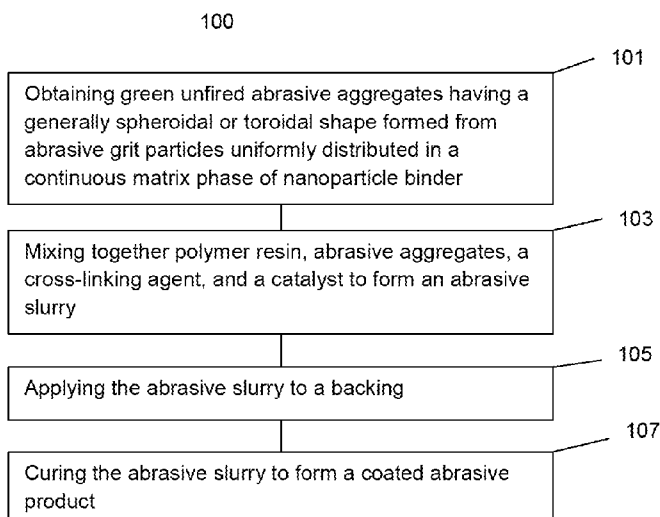 100
101
Obtaining green unfired abrasive aggregates having a
generally spheroidal or toroidal shape formed from
abrasive grit particles uniformly distributed in a
continuous matrix phase of nanoparticle binder
103
Mixing together polymer resin, abrasive aggregates, a
cross-linking agent, and a catalyst to form an abrasive
slurry
105
Applying the abrasive slurry to a backing
107
Curing the abrasive slurry to form a coated abrasive
product